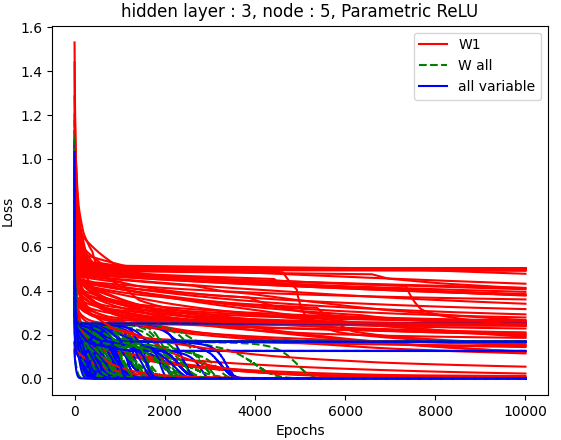 hidden layer : 3, node : 5, Parametric ReLU
1.6
1.4
1.2
1.0
0.8
0.6
0.4
0.2
0.0
Loss
W1
W all
all variable
0 2000 4000 6000 8000 10000
Epochs